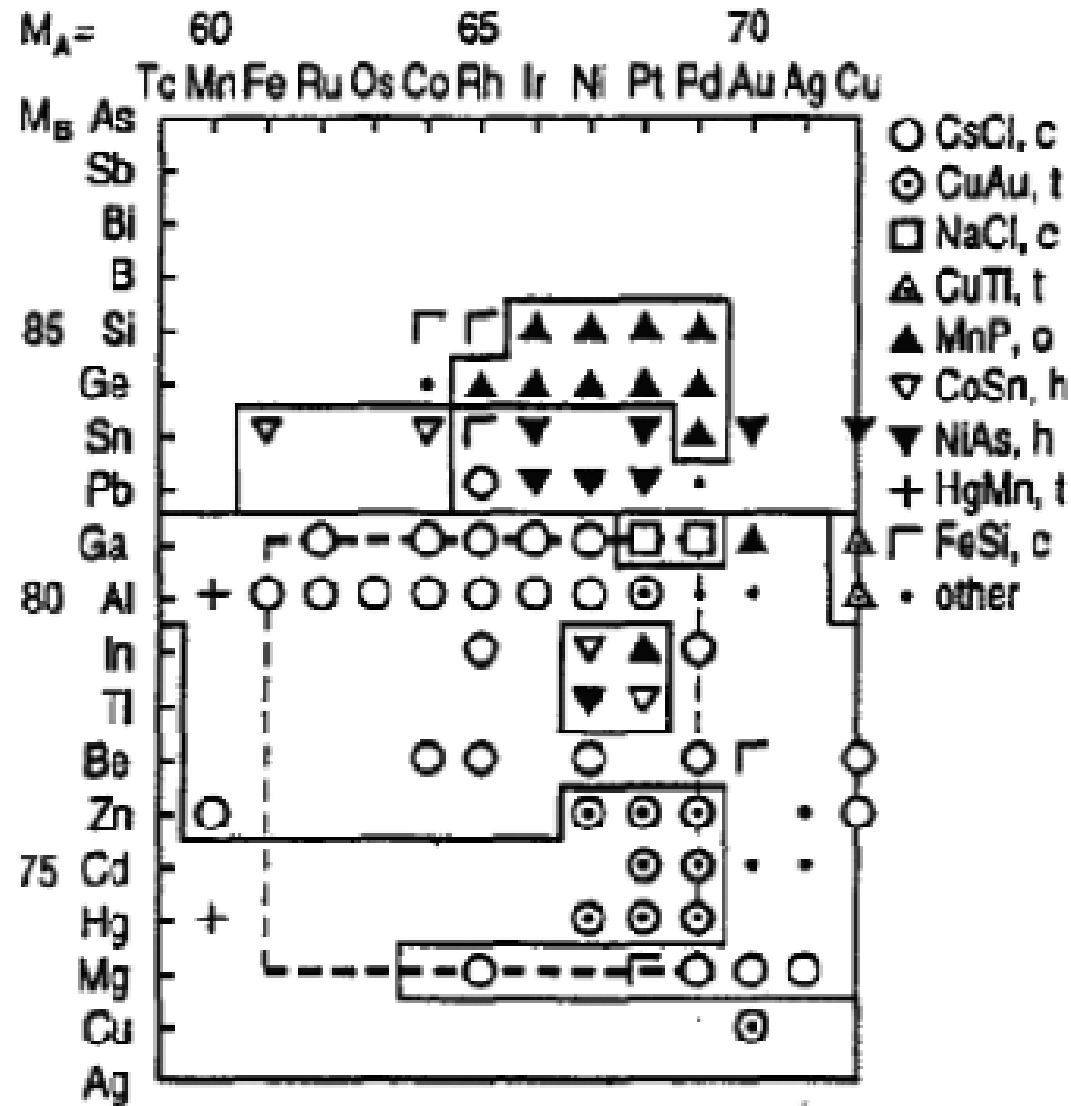 M_A= 60 65 70
Tc Mn Fe Ru Os Co Rh Ir Ni Pt Pd Au Ag Cu
M_B As
Sb
Bi
B
85 Si
Ge
Sn
Pb
Ga
80 Al
In
Tl
Be
Zn
75 Cd
Hg
Mg
Cu
Ag
CsCl, c
CuAu, t
NaCl, c
CuTl, t
MnP, o
CoSn, h
NiAs, h
HgMn, t
FeSi, c
other